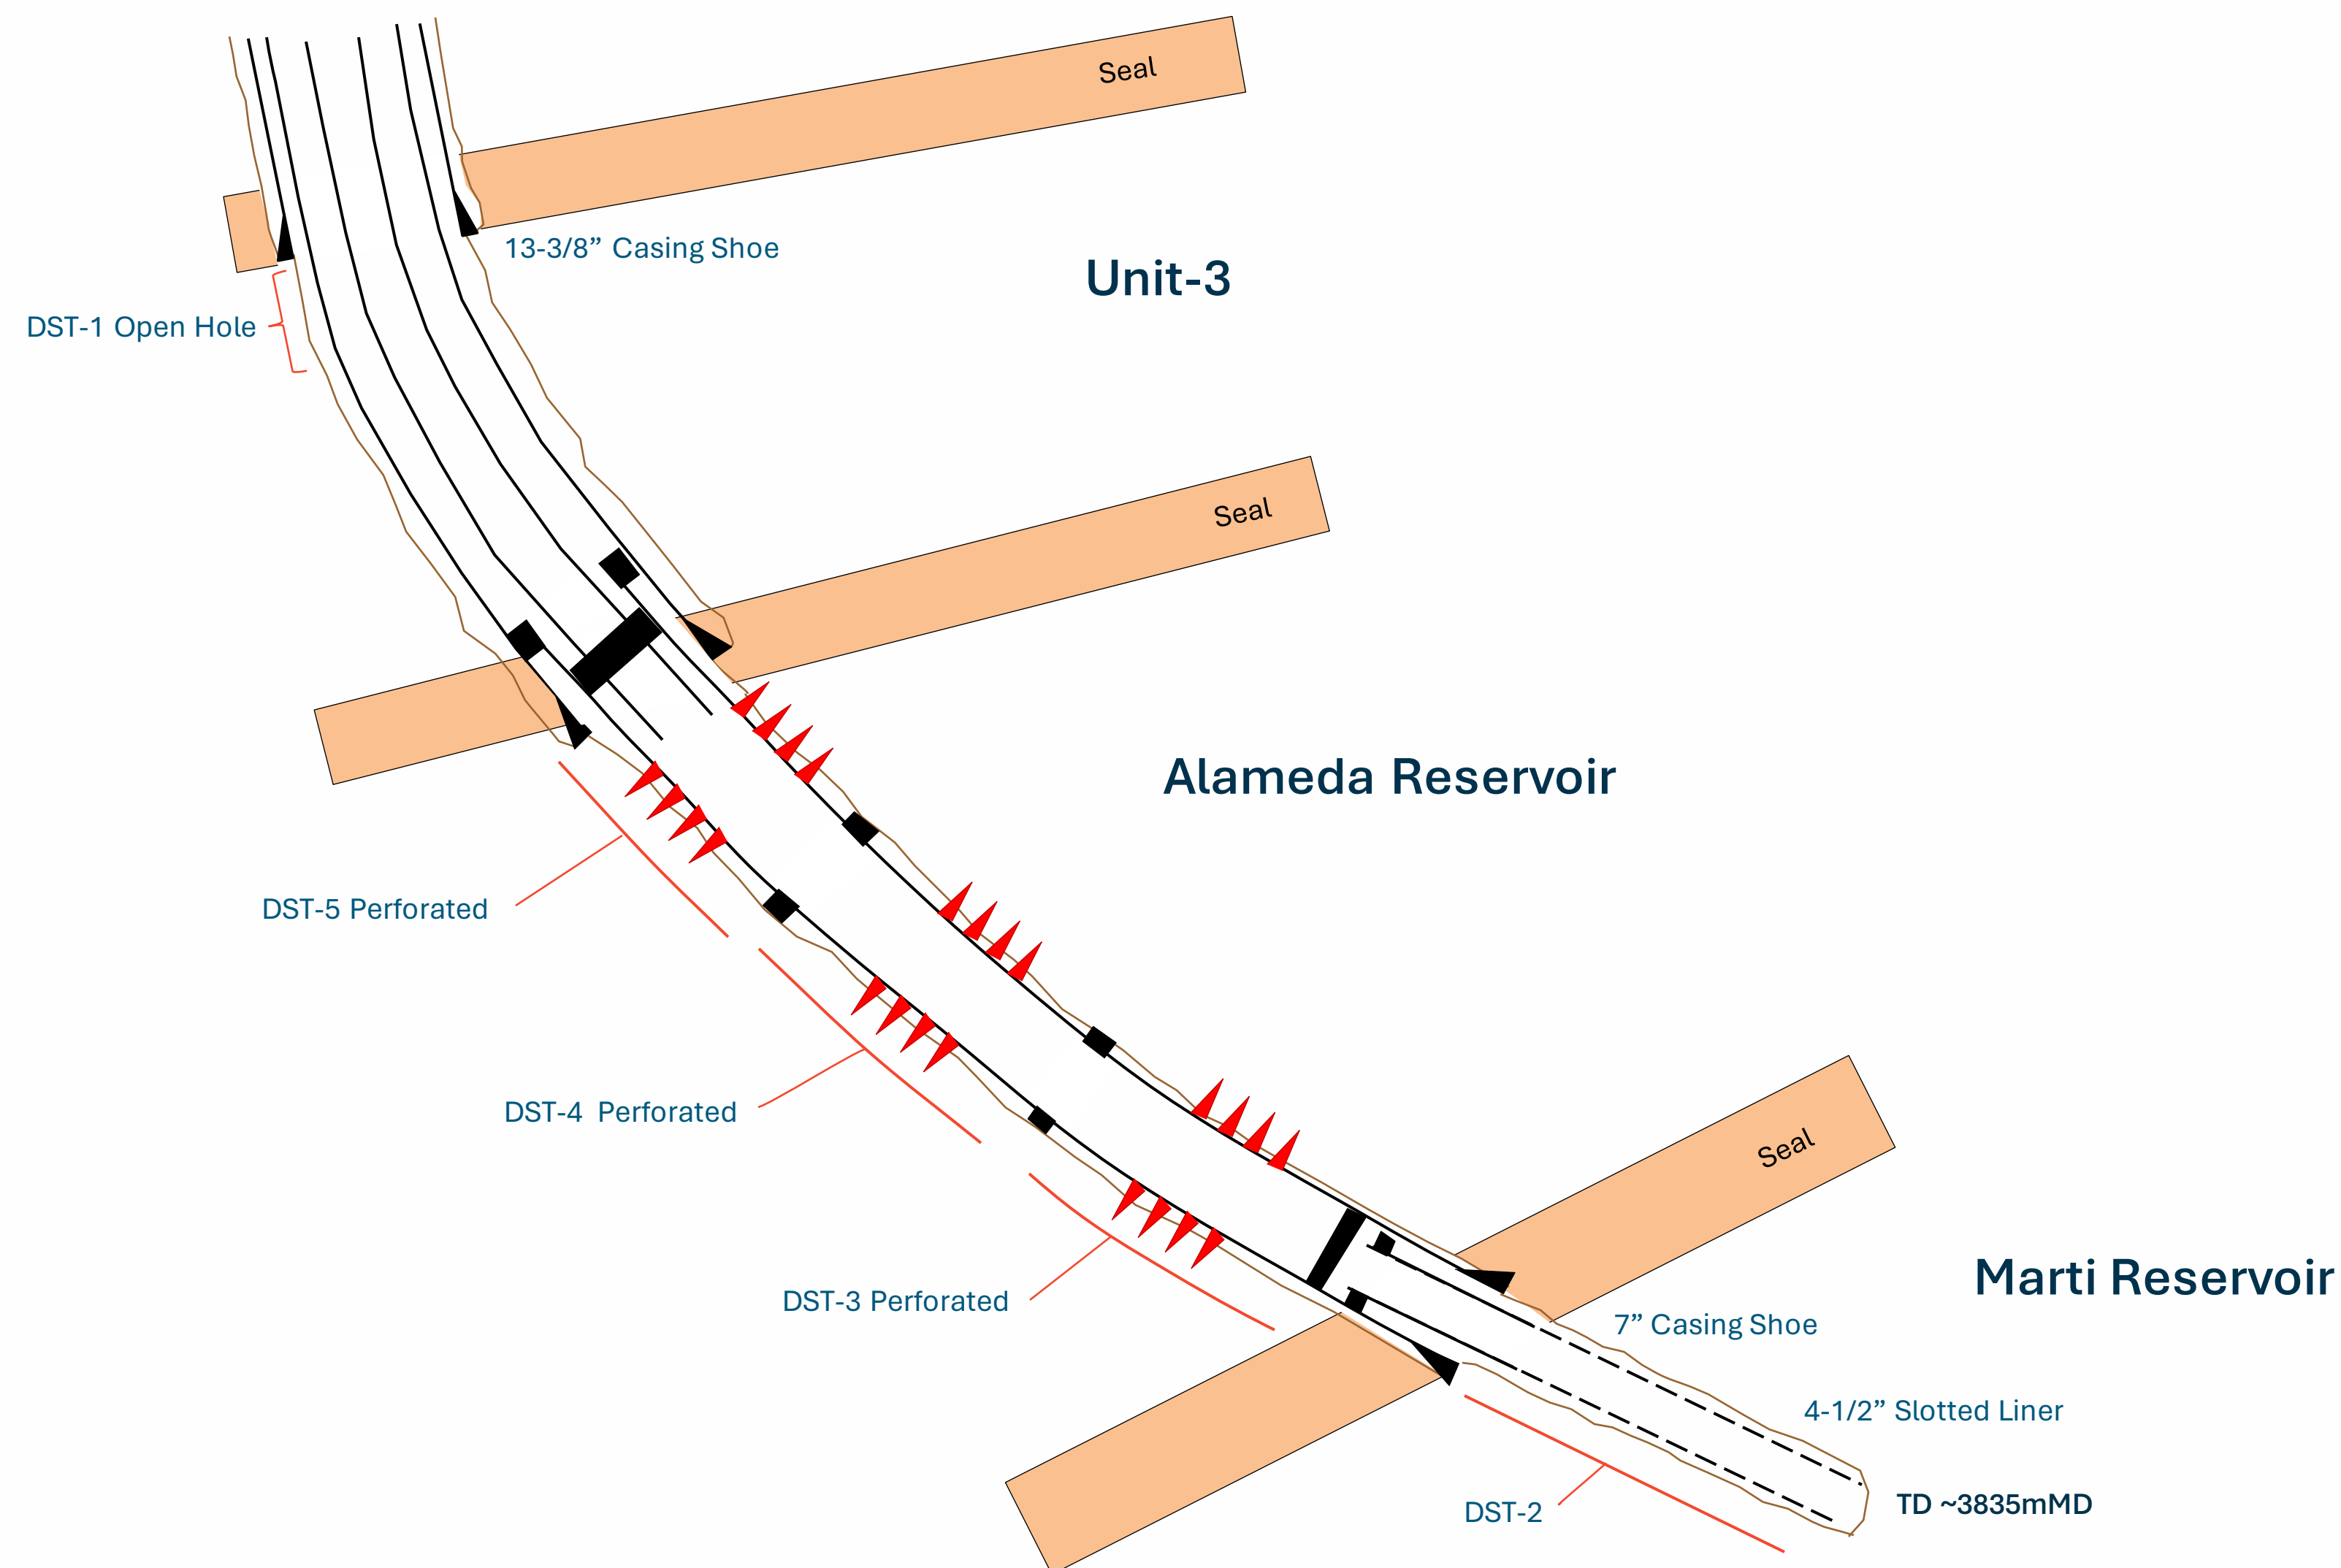 Seal
13-3/8” Casing Shoe
Unit-3
DST-1 Open Hole
Seal
Alameda Reservoir
DST-5 Perforated
DST-4 Perforated
Seal
Marti Reservoir
DST-3 Perforated
7” Casing Shoe
4-1/2” Slotted Liner
TD ~3835mMD
DST-2